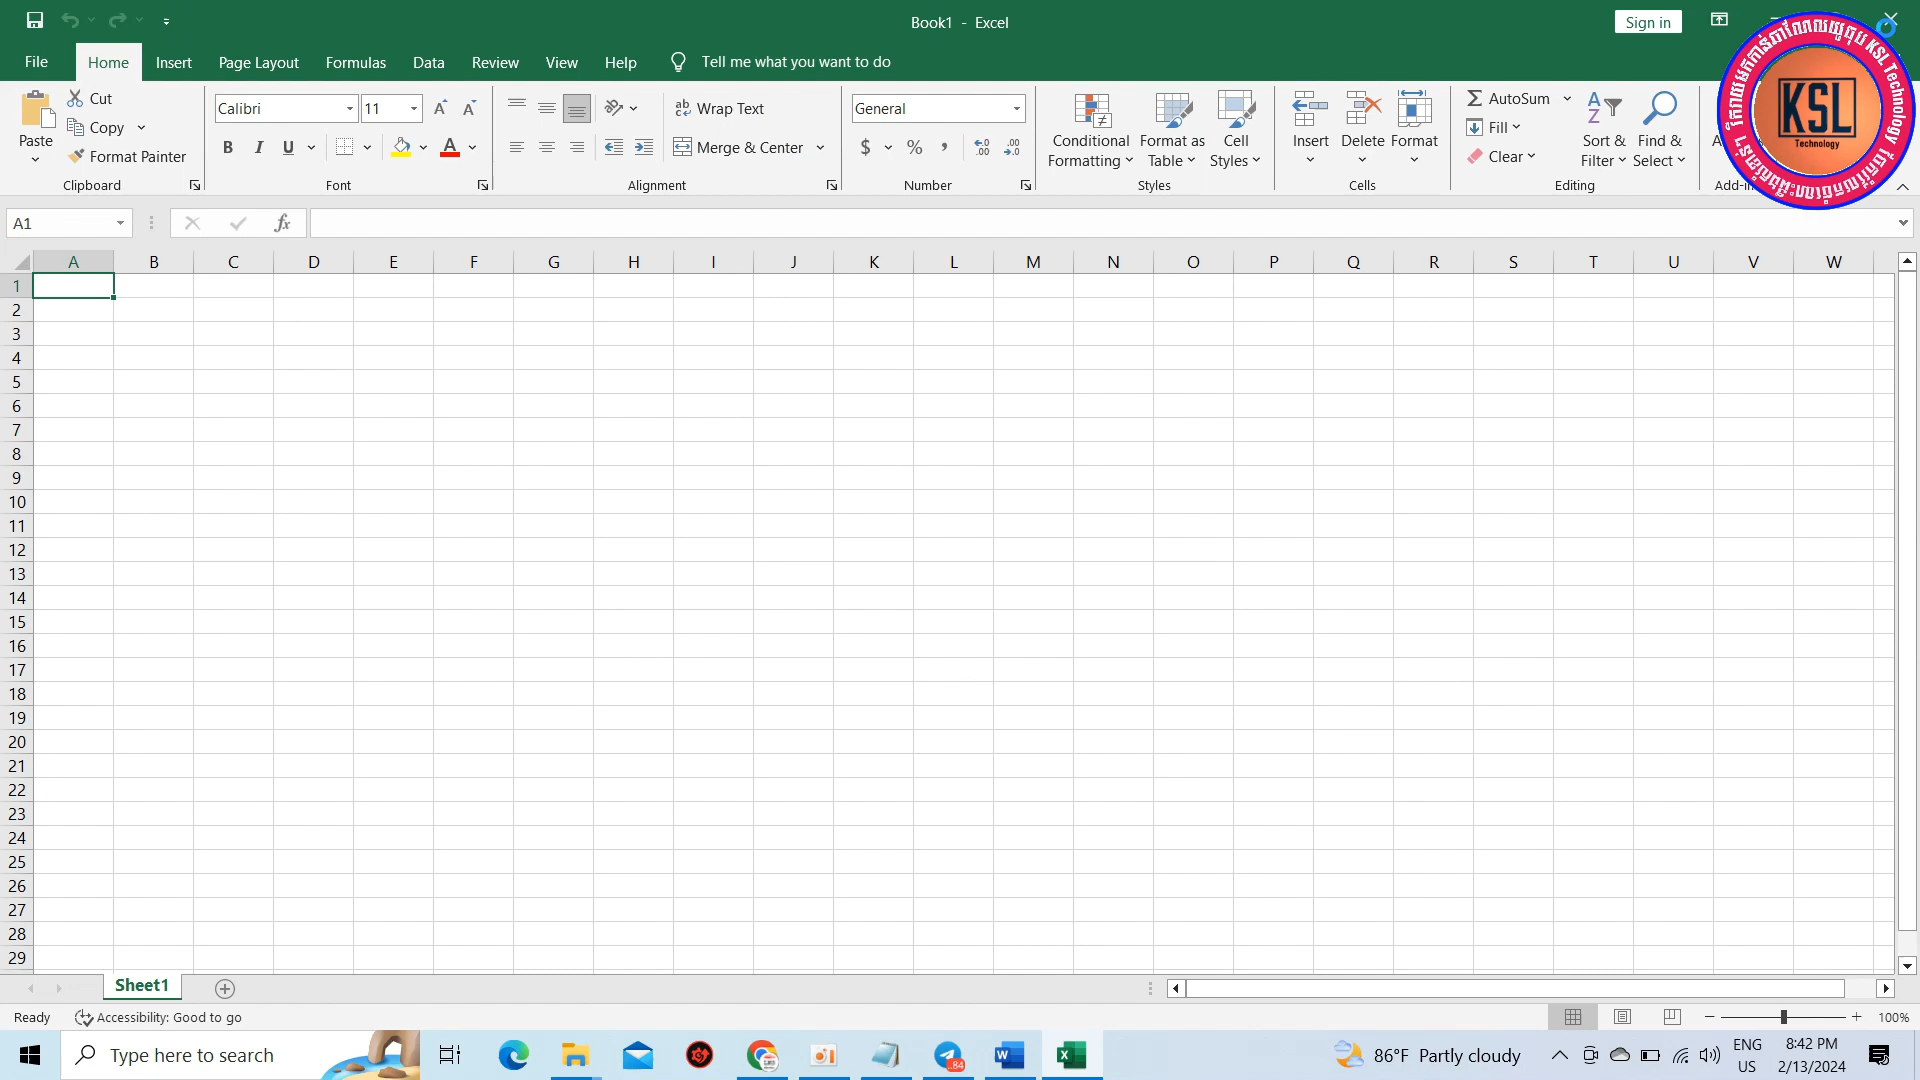 Book1 - Excel
Sign in
File
Home
Insert
Page Layout
Formulas
Data
Review
View
Help
Tell me what you want to do
Paste
Cut
Copy
Format Painter
Clipboard
Calibri
11
B I U
A
Font
Wrap Text
Merge & Center
Alignment
General
$ % ,
Number
Conditional Formatting
Format as Table
Cell Styles
Styles
Insert
Delete
Format
Cells
AutoSum
Fill
Clear
Sort & Filter
Find & Select
Editing
KSL
Technology
KSL Technology
A1
fx
A B C D E F G H I J K L M N O P Q R S T U V W
1
2
3
4
5
6
7
8
9
10
11
12
13
14
15
16
17
18
19
20
21
22
23
24
25
26
27
28
29
Sheet1
Ready
Accessibility: Good to go
100%
Type here to search
84
86°F Partly cloudy
ENG
US
8:42 PM
2/13/2024